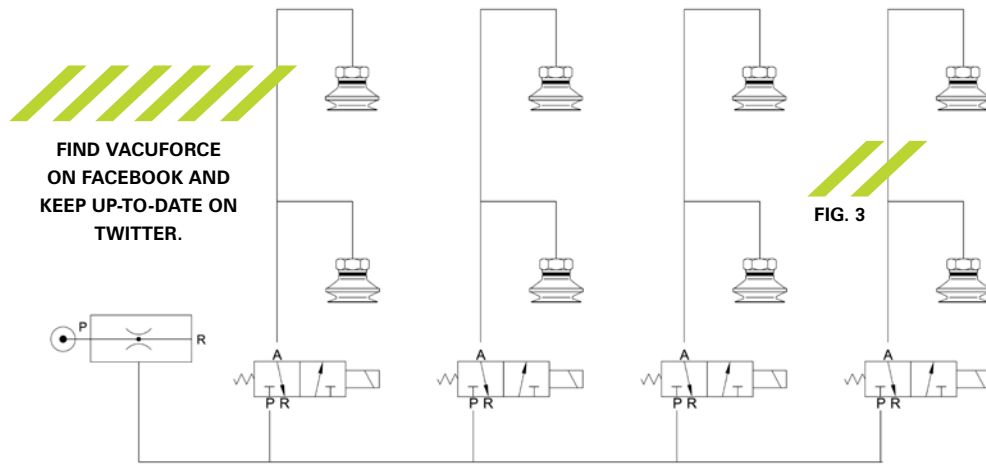 FIND VACUFORCE
ON FACEBOOK AND
KEEP UP-TO-DATE ON
TWITTER.
FIG. 3
P
R
A
A
A
A
P R
P R
P R
P R